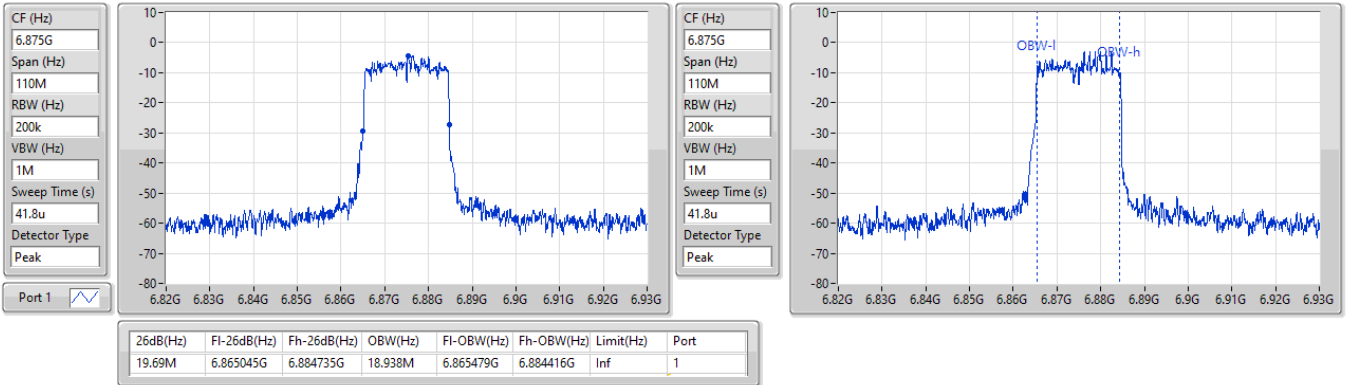 CF (Hz)
6.875G
Span (Hz)
110M
RBW (Hz)
200k
VBW (Hz)
1M
Sweep Time (s)
41.8u
Detector Type
Peak
Port 1
10
0
-10
-20
-30
-40
-50
-60
-70
-80
6.82G 6.83G 6.84G 6.85G 6.86G 6.87G 6.88G 6.89G 6.9G 6.91G 6.92G 6.93G
CF (Hz)
6.875G
Span (Hz)
110M
RBW (Hz)
200k
VBW (Hz)
1M
Sweep Time (s)
41.8u
Detector Type
Peak
10
0
-10
-20
-30
-40
-50
-60
-70
-80
OBW-l
OBW-h
6.82G 6.83G 6.84G 6.85G 6.86G 6.87G 6.88G 6.89G 6.9G 6.91G 6.92G 6.93G
26dB(Hz) Fl-26dB(Hz) Fh-26dB(Hz) OBW(Hz) Fl-OBW(Hz) Fh-OBW(Hz) Limit(Hz) Port
19.69M 6.865045G 6.884735G 18.938M 6.865479G 6.884416G Inf 1